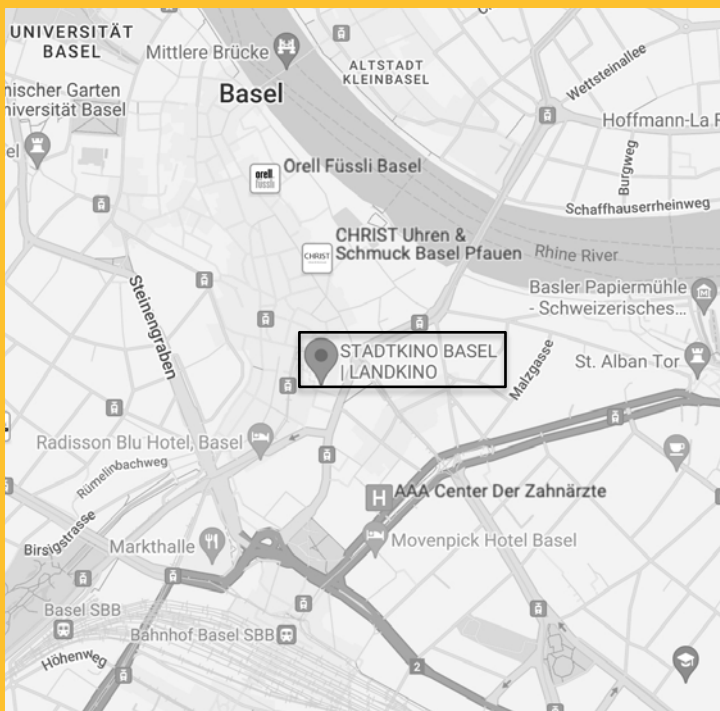 UNIVERSITÄT
BASEL
Mittlere Brücke
ALTSTADT
KLEINBASEL
Wettsteinallee
Basel
nischer Garten
niversität Basel
Hoffmann-La R
el
orell
füssli
Orell Füssli Basel
Burgweg
Schaffhauserrheinweg
CHRIST
CHRIST Uhren &
Schmuck Basel Pfauen
Rhine River
Steinengraben
Basler Papiermühle
- Schweizerisches...
STADTKINO BASEL
| LANDKINO
Malzgasse
St. Alban Tor
Radisson Blu Hotel, Basel
Rümelinbachweg
H
AAA Center Der Zahnärzte
Birsigstrasse
Markthalle
Movenpick Hotel Basel
Basel SBB
Bahnhof Basel SBB
Höhenweg
2